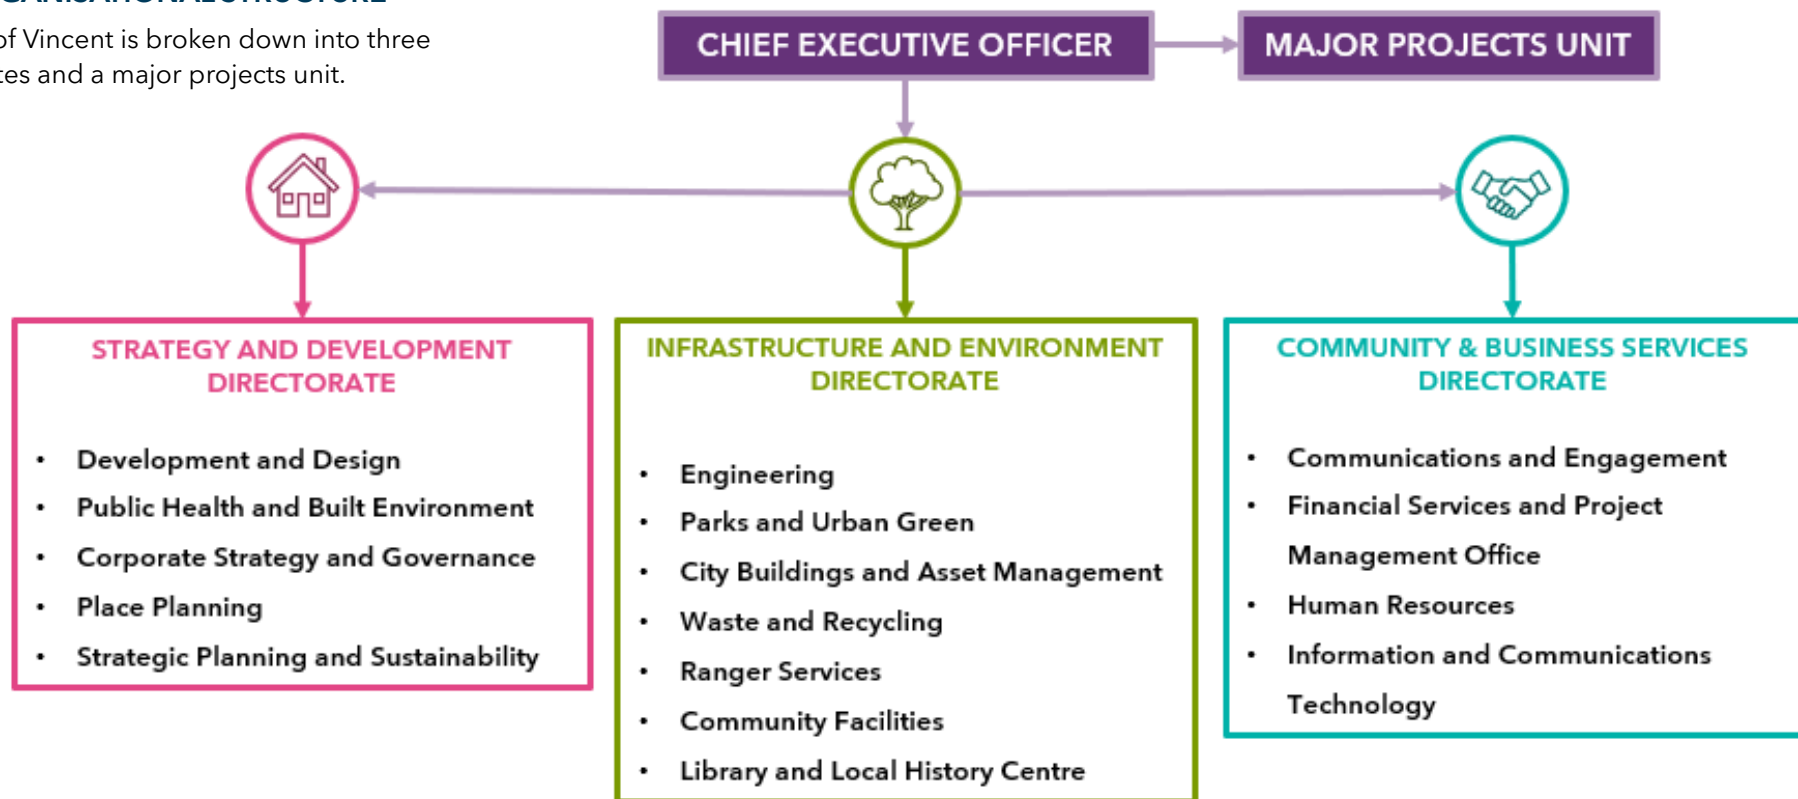 of Vincent is broken down into three
and a major projects unit.
CHIEF EXECUTIVE OFFICER
MAJOR PROJECTS UNIT
STRATEGY AND DEVELOPMENT
DIRECTORATE
• Development and Design
• Public Health and Built Environment
• Corporate Strategy and Governance
• Place Planning
• Strategic Planning and Sustainability
INFRASTRUCTURE AND ENVIRONMENT
DIRECTORATE
• Engineering
• Parks and Urban Green
• City Buildings and Asset Management
• Waste and Recycling
• Ranger Services
• Community Facilities
• Library and Local History Centre
COMMUNITY & BUSINESS SERVICES
DIRECTORATE
• Communications and Engagement
• Financial Services and Project
Management Office
• Human Resources
• Information and Communications
Technology